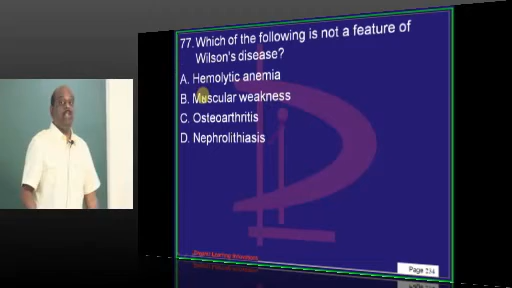 77. Which of the following is not a feature of
Wilson's disease?
A. Hemolytic anemia
B. Muscular weakness
C. Osteoarthritis
D. Nephrolithiasis
Page 234